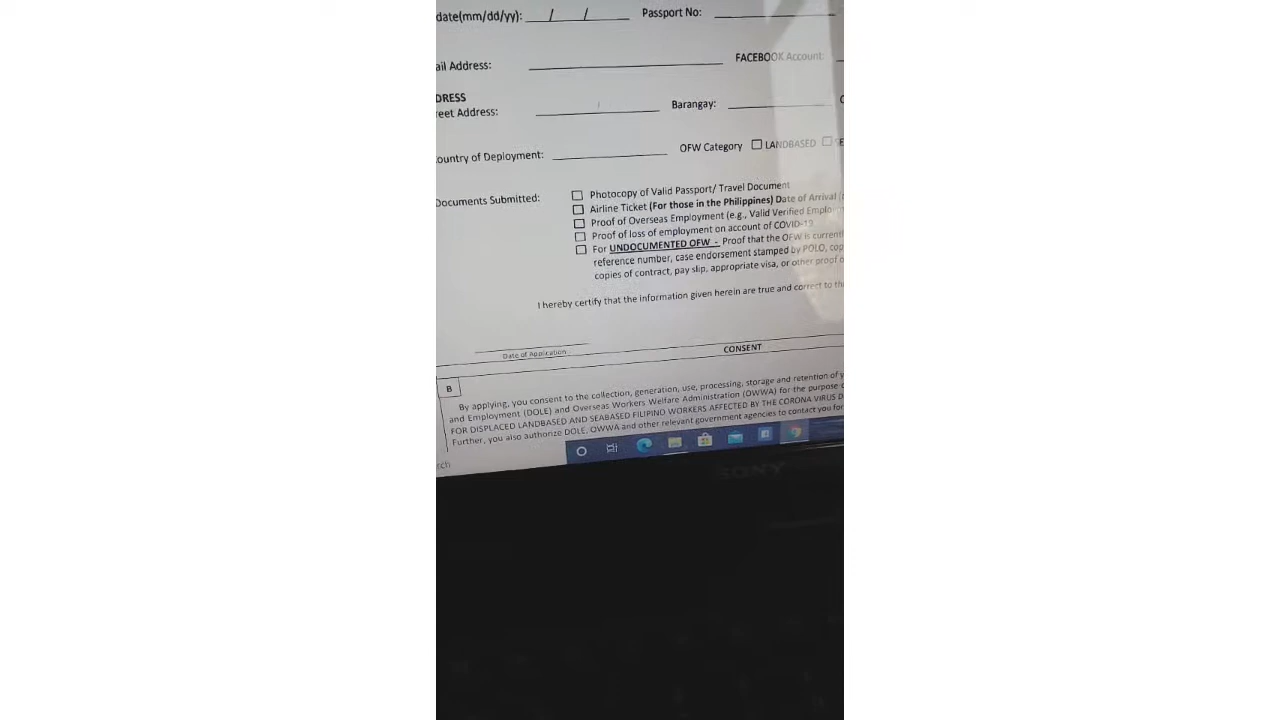 date(mm/dd/yy): __/__/__ Passport No:
ail Address: FACEBOOK Account:
DRESS
reet Address: Barangay:
ountry of Deployment: OFW Category LANDBASED
Documents Submitted: Photocopy of Valid Passport/ Travel Document
Airline Ticket (For those in the Philippines) Date of Arrival
Proof of Overseas Employment (e.g., Valid Verified Emplo
Proof of loss of employment on account of COVID-19
For UNDOCUMENTED OFW - Proof that the OFW is current
reference number, case endorsement stamped by POLO, cop
copies of contract, pay slip, appropriate visa, or other proof o
I hereby certify that the information given herein are true and correct to th
Date of Application
CONSENT
B
By applying, you consent to the collection, generation, use, processing, storage and retention of y
and Employment (DOLE) and Overseas Workers Welfare Administration (OWWA) for the purpose
FOR DISPLACED LANDBASED AND SEABASED FILIPINO WORKERS AFFECTED BY THE CORONA VIRUS D
Further, you also authorize DOLE, OWWA and other relevant government agencies to contact you for
rch
SONY